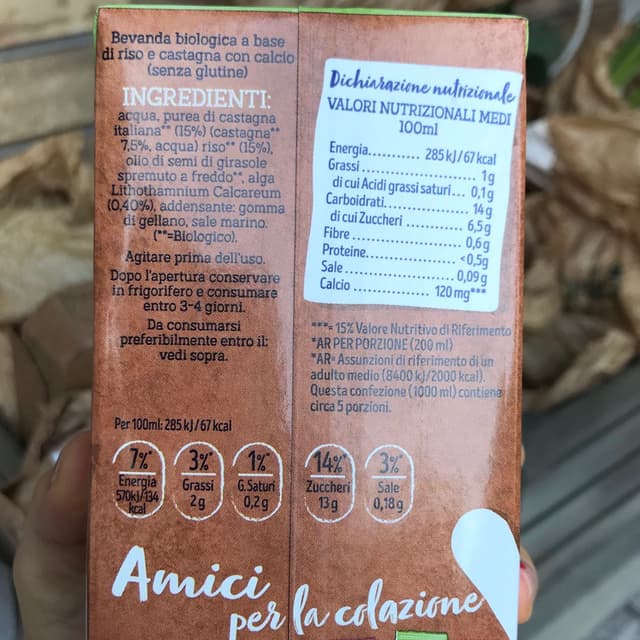 Bevanda biologica a base
di riso e castagna con calcio
(senza glutine)
INGREDIENTI:
acqua, purea di castagna
italiana** (15%) (castagna**
7,5%, acqua) riso** (15%),
olio di semi di girasole
spremuto a freddo**, alga
Lithothamnium Calcareum
(0,40%), addensante: gomma
di gellano, sale marino.
(**=Biologico).
Agitare prima dell'uso.
Dopo l'apertura conservare
in frigorifero e consumare
entro 3-4 giorni.
Da consumarsi
preferibilmente entro il:
vedi sopra.
Dichiarazione nutrizionale
VALORI NUTRIZIONALI MEDI
100ml
Energia............ 285 kJ/67 kcal
Grassi........................ 1g
di cui Acidi grassi saturi... 0,1g
Carboidrati.................. 14g
di cui Zuccheri ............. 6,5g
Fibre ........................ 0,6g
Proteine.................... <0,5g
Sale........................ 0,09g
Calcio ............... 120 mg***
***= 15% Valore Nutritivo di Riferimento
*AR PER PORZIONE (200 ml)
*AR= Assunzioni di riferimento di un
adulto medio (8400 kJ/2000 kcal).
Questa confezione (1000 ml) contiene
circa 5 porzioni.
Per 100ml: 285 kJ/67 kcal
7%*
Energia
570kJ/134
kcal
3%*
Grassi
2g
1%*
G. Saturi
0,2g
14%*
Zuccheri
13g
3%*
Sale
0,18g
Amici
per la colazione